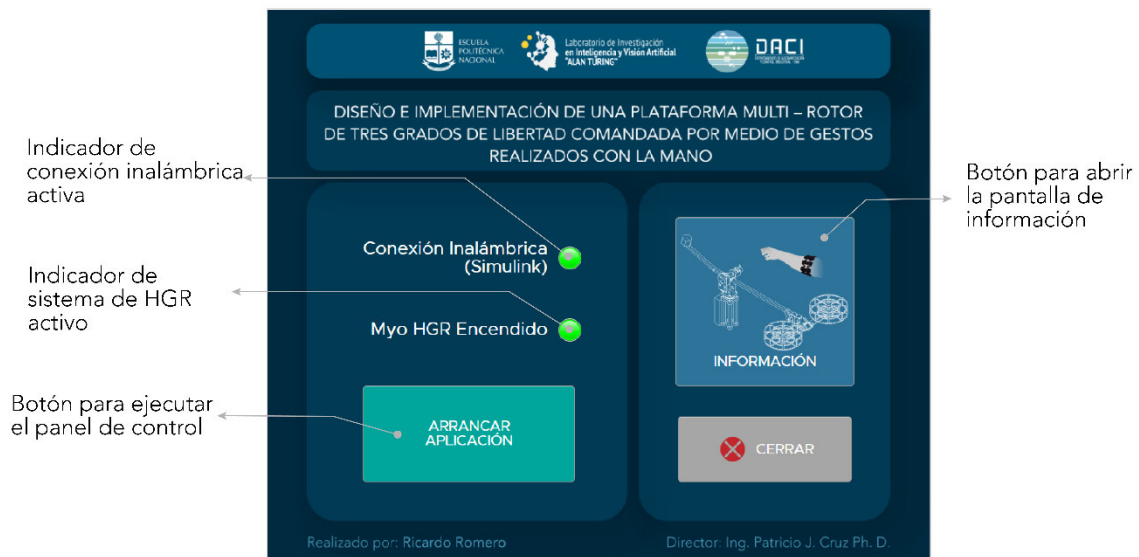 ESCUELA
POLITÉCNICA
NACIONAL
Laboratorio de Investigación
en Inteligencia y Visión Artificial
"ALAN TURING"
DACI
DISEÑO E IMPLEMENTACIÓN DE UNA PLATAFORMA MULTI – ROTOR
DE TRES GRADOS DE LIBERTAD COMANDADA POR MEDIO DE GESTOS
REALIZADOS CON LA MANO
Indicador de
conexión inalámbrica
activa
Indicador de
sistema de HGR
activo
Botón para ejecutar
el panel de control
Conexión Inalámbrica
(Simulink)
Myo HGR Encendido
ARRANCAR
APLICACIÓN
INFORMACIÓN
CERRAR
Botón para abrir
la pantalla de
información
Realizado por: Ricardo Romero
Director: Ing. Patricio J. Cruz Ph. D.